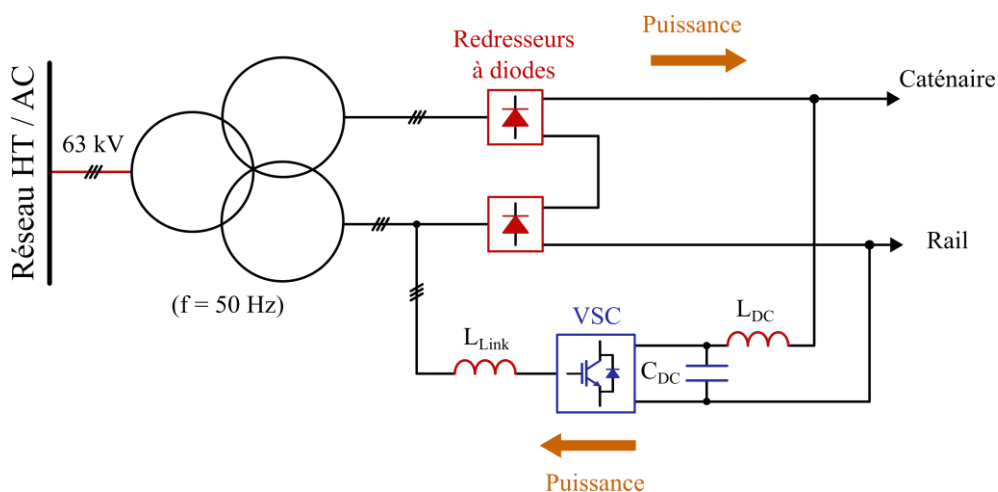 Puissance
Redresseurs
à diodes
Caténaire
Réseau HT / AC
63 kV
Rail
(f = 50 Hz)
VSC
L_DC
L_Link
C_DC
Puissance